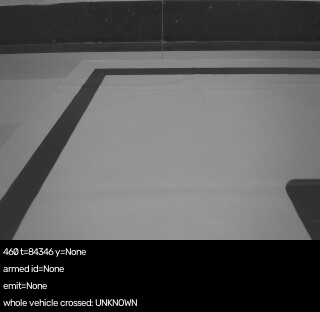 460 t=84346 y=None
armed id=None
emit=None
whole vehicle crossed: UNKNOWN